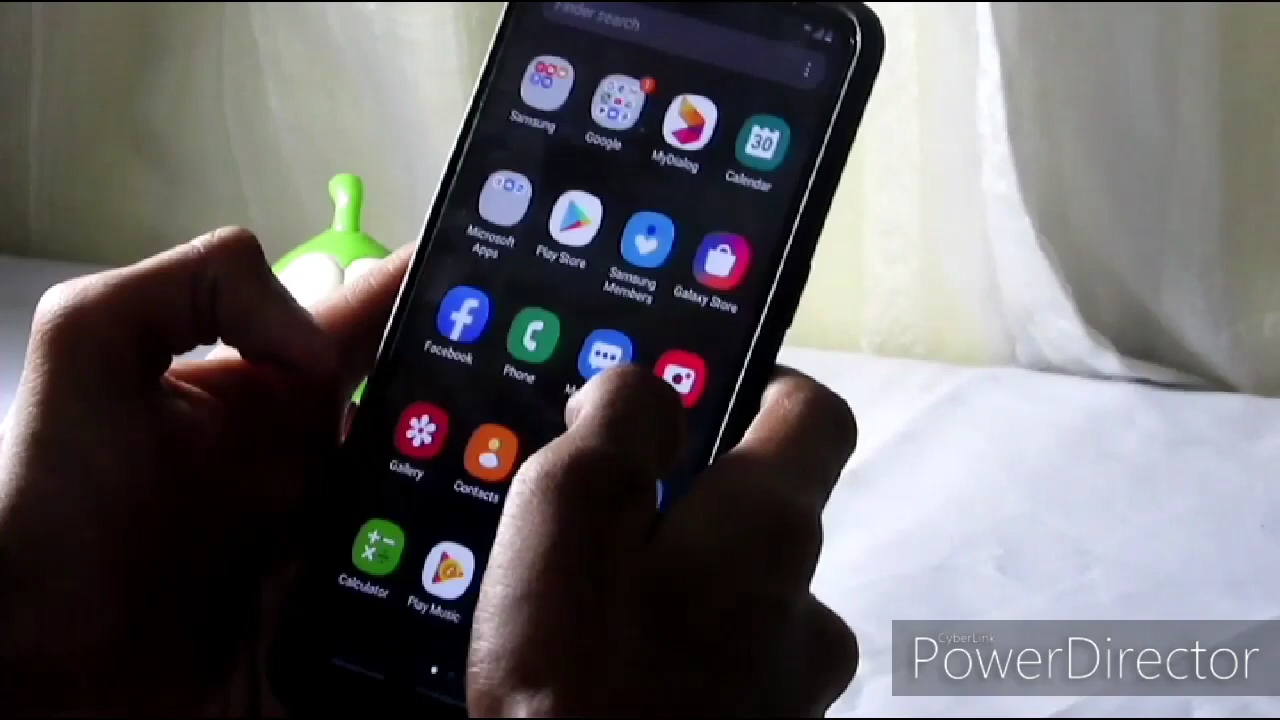 Finder search
Samsung
Google
MyDialog
Calendar
30
Microsoft
Apps
Play Store
Samsung
Members
Galaxy Store
Facebook
Phone
Gallery
Contacts
Calculator
Play Music
CyberLink
PowerDirector